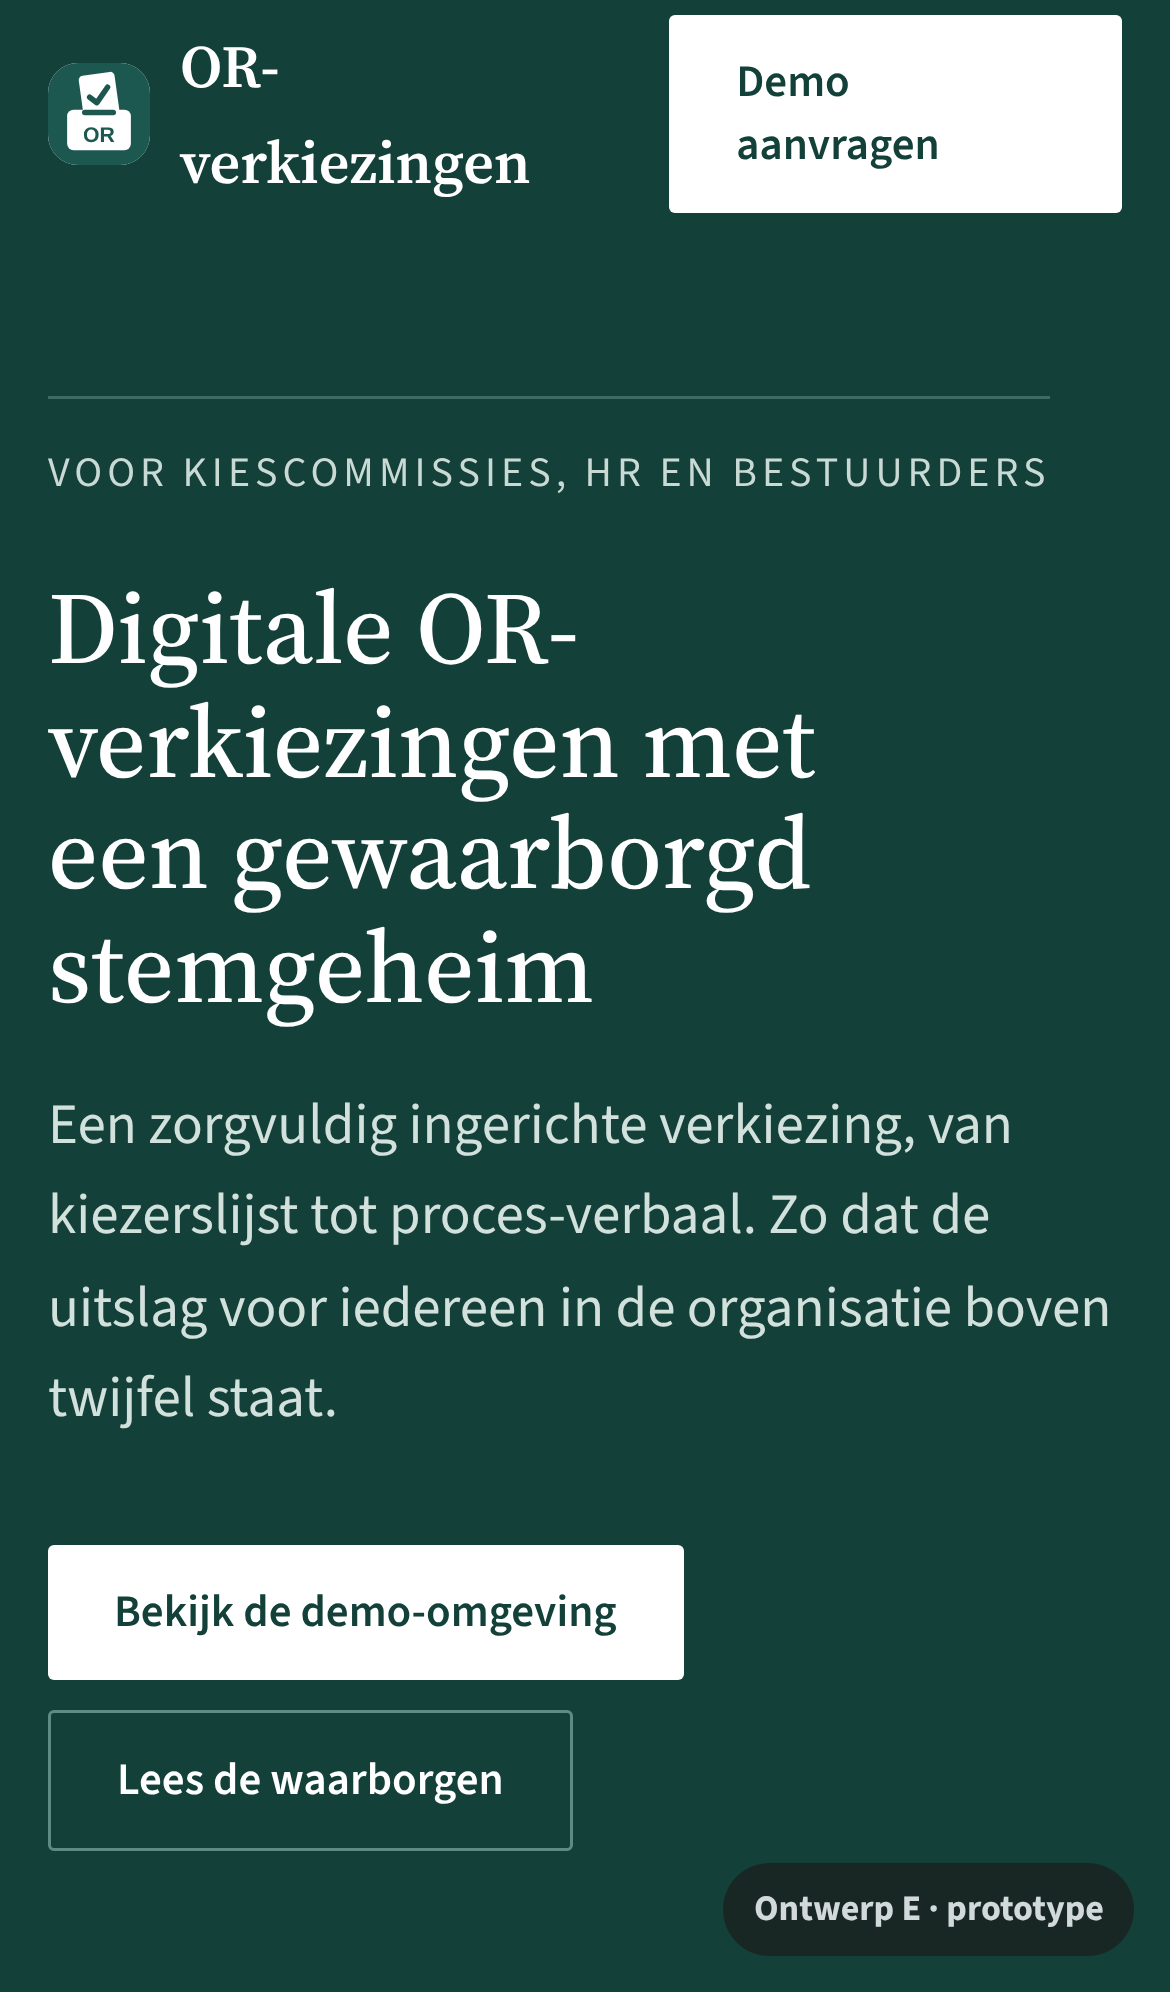 OR
OR-
verkiezingen
Demo
aanvragen
VOOR KIESCOMMISSIES, HR EN BESTUURDERS
Digitale OR-
verkiezingen met
een gewaarborgd
stemgeheim
Een zorgvuldig ingerichte verkiezing, van
kiezerslijst tot proces-verbaal. Zo dat de
uitslag voor iedereen in de organisatie boven
twijfel staat.
Bekijk de demo-omgeving
Lees de waarborgen
Ontwerp E · prototype